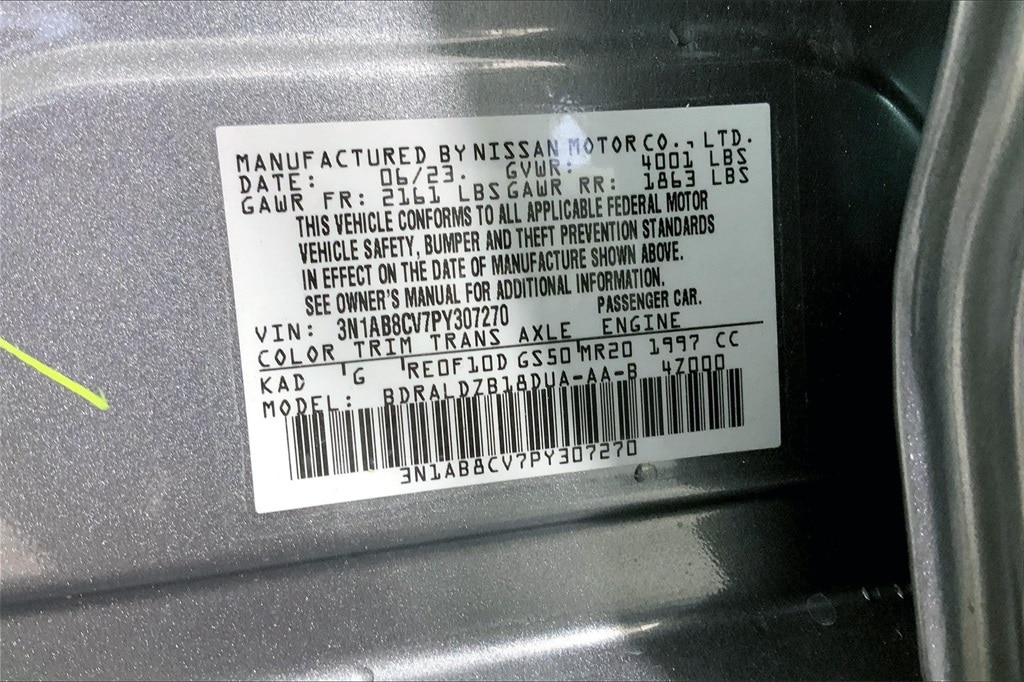 MANUFACTURED BY NISSAN MOTOR CO., LTD.
DATE: 06/23. GVWR: 4001 LBS
GAWR FR: 2161 LBS GAWR RR: 1863 LBS
THIS VEHICLE CONFORMS TO ALL APPLICABLE FEDERAL MOTOR
VEHICLE SAFETY, BUMPER AND THEFT PREVENTION STANDARDS
IN EFFECT ON THE DATE OF MANUFACTURE SHOWN ABOVE.
SEE OWNER'S MANUAL FOR ADDITIONAL INFORMATION.
PASSENGER CAR.
VIN: 3N1AB8CV7PY307270
COLOR TRIM TRANS AXLE ENGINE
KAD G RE0F10D GS50 MR20 1997 CC
MODEL: BDRALDZB18DUA-AA-B 4Z000
3N1AB8CV7PY307270